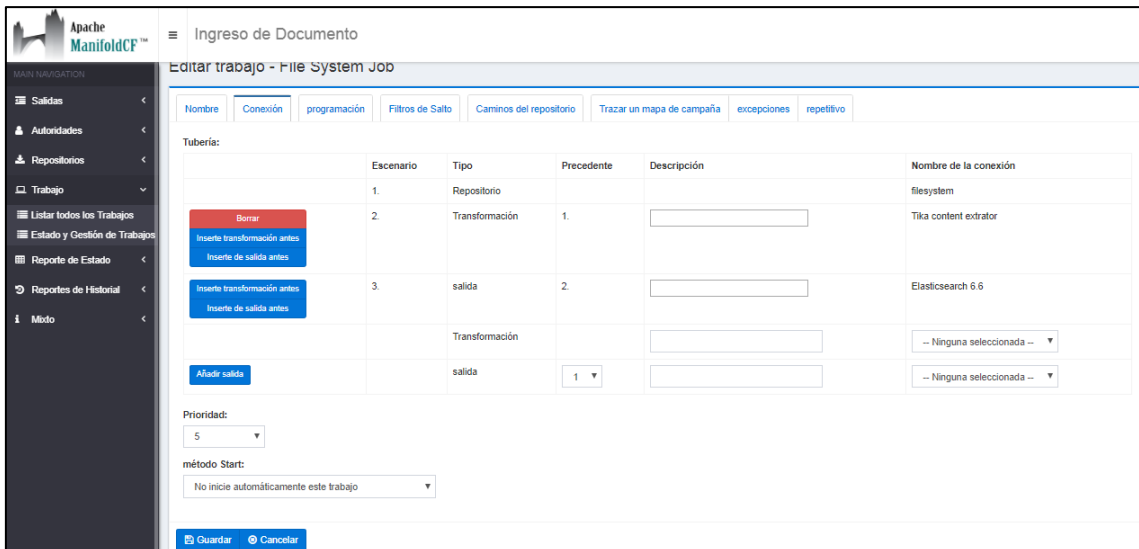 Apache
ManifoldCF™
Ingreso de Documento
MAIN NAVIGATION
Editar trabajo - File System Job
Salidas
Autoridades
Repositorios
Trabajo
Listar todos los Trabajos
Estado y Gestión de Trabajos
Reporte de Estado
Reportes de Historial
Mixto
Nombre Conexión programación Filtros de Salto Caminos del repositorio Trazar un mapa de campaña excepciones repetitivo
Tubería:
Escenario Tipo Precedente Descripción Nombre de la conexión
1. Repositorio filesystem
Borrar 2. Transformación 1. Tika content extrator
Inserte transformación antes
Inserte de salida antes
Inserte transformación antes 3. salida 2. Elasticsearch 6.6
Inserte de salida antes
Transformación -- Ninguna seleccionada --
Añadir salida salida 1 -- Ninguna seleccionada --
Prioridad:
5
método Start:
No inicie automáticamente este trabajo
Guardar Cancelar